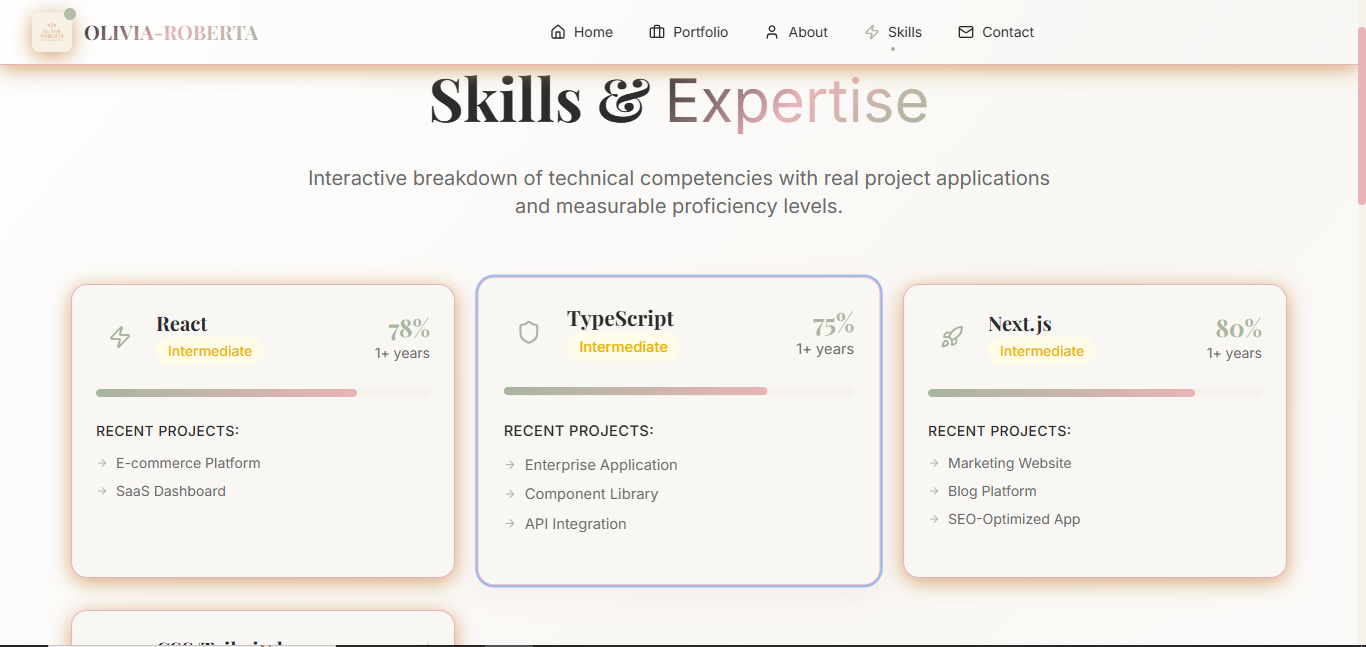 OLIVIA-ROBERTA
Home
Portfolio
About
Skills
Contact
Skills & Expertise
Interactive breakdown of technical competencies with real project applications
and measurable proficiency levels.
React
Intermediate
78%
1+ years
RECENT PROJECTS:
E-commerce Platform
SaaS Dashboard
TypeScript
Intermediate
75%
1+ years
RECENT PROJECTS:
Enterprise Application
Component Library
API Integration
Next.js
Intermediate
80%
1+ years
RECENT PROJECTS:
Marketing Website
Blog Platform
SEO-Optimized App